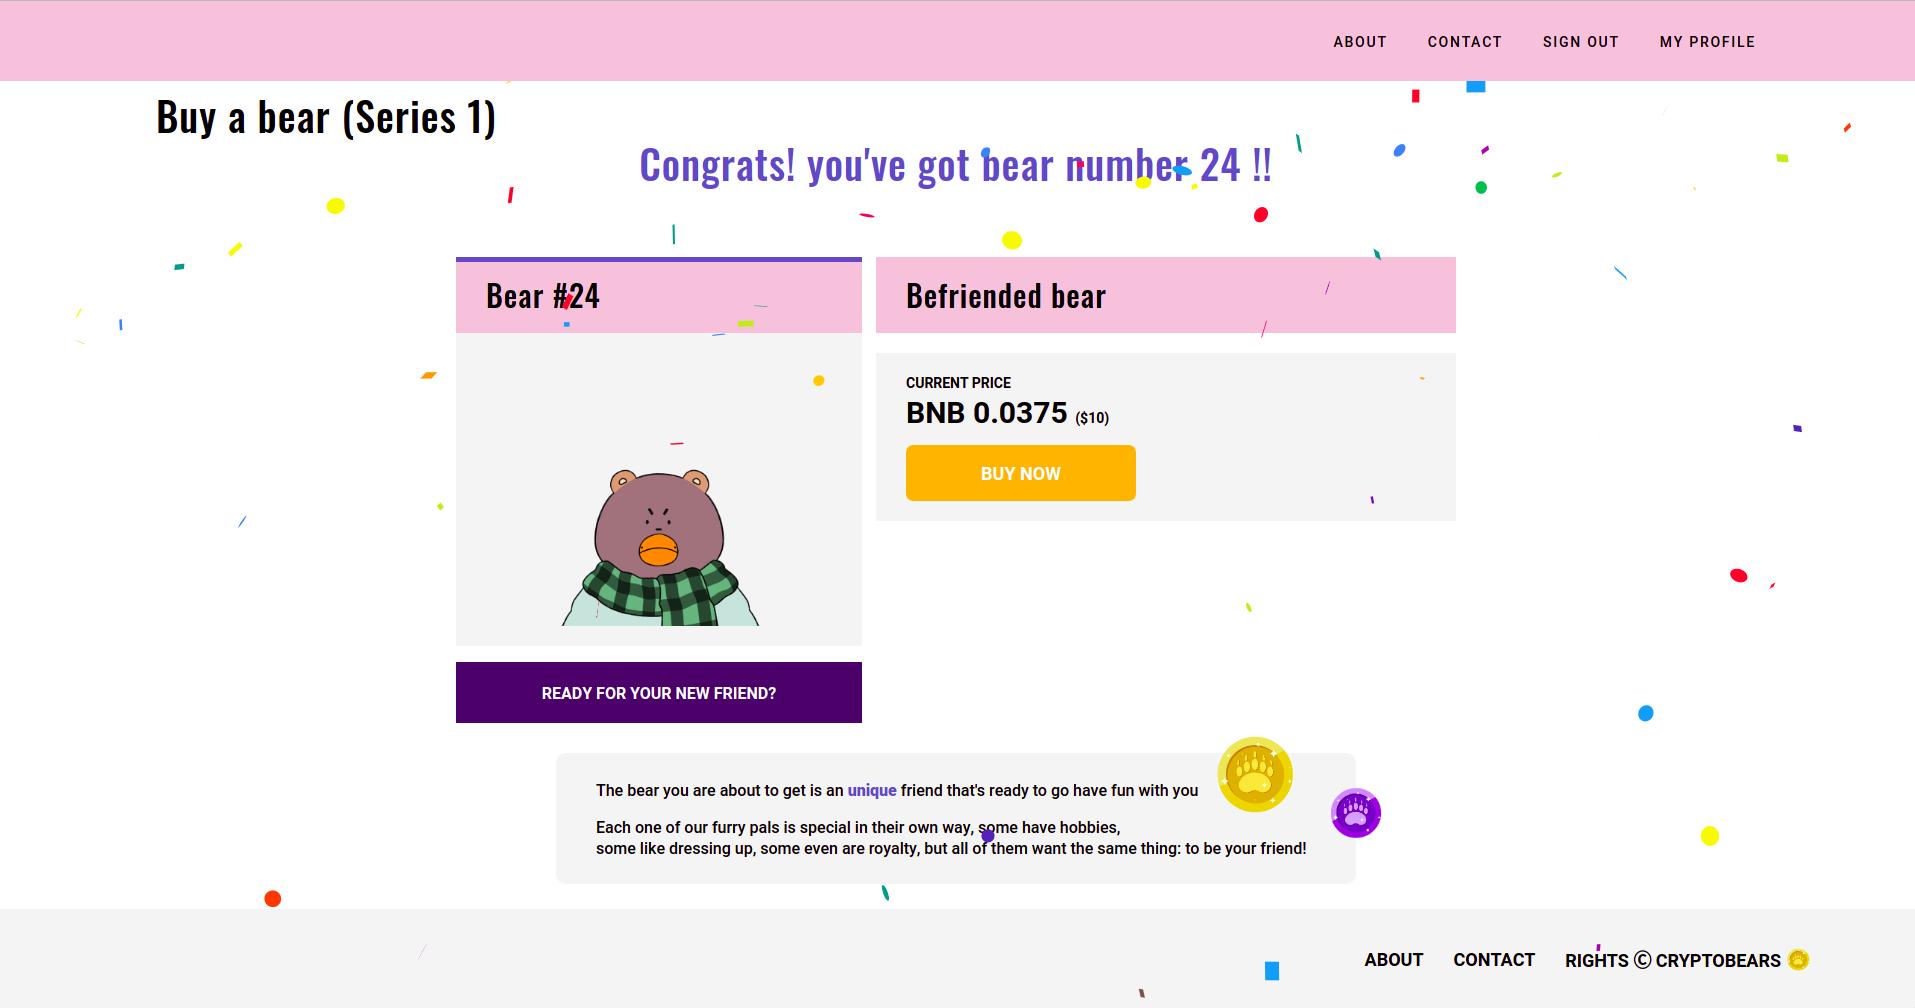 ABOUT CONTACT SIGN OUT MY PROFILE
Buy a bear (Series 1)
Congrats! you've got bear number 24 !!
Bear #24
Befriended bear
CURRENT PRICE
BNB 0.0375 ($10)
BUY NOW
READY FOR YOUR NEW FRIEND?
The bear you are about to get is an unique friend that's ready to go have fun with you
Each one of our furry pals is special in their own way, some have hobbies,
some like dressing up, some even are royalty, but all of them want the same thing: to be your friend!
ABOUT CONTACT RIGHTS Ⓒ CRYPTOBEARS